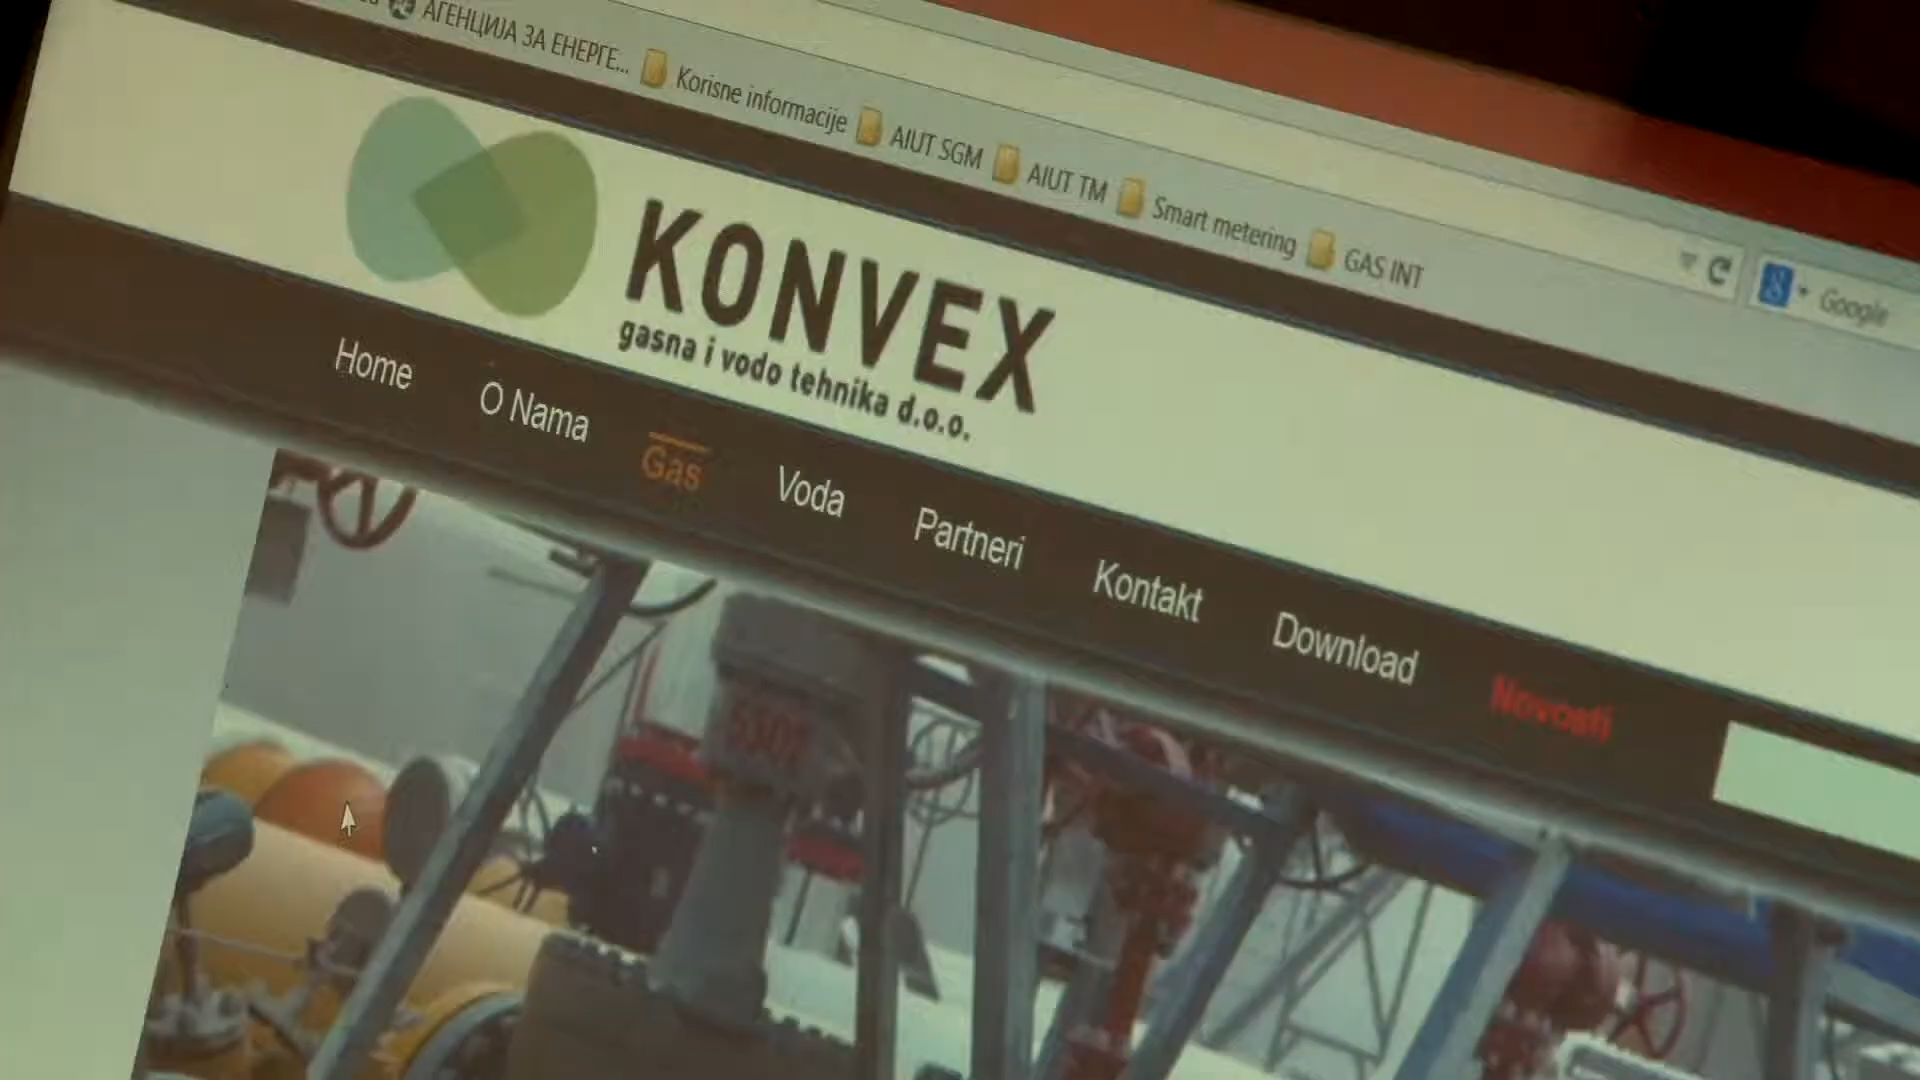 АГЕНЦИЈА ЗА ЕНЕРГЕ... Korisne informacije AIUT SGM AIUT TM Smart metering GAS INT
Google
KONVEX
gasna i vodo tehnika d.o.o.
Home O Nama Gas Voda Partneri Kontakt Download Novosti